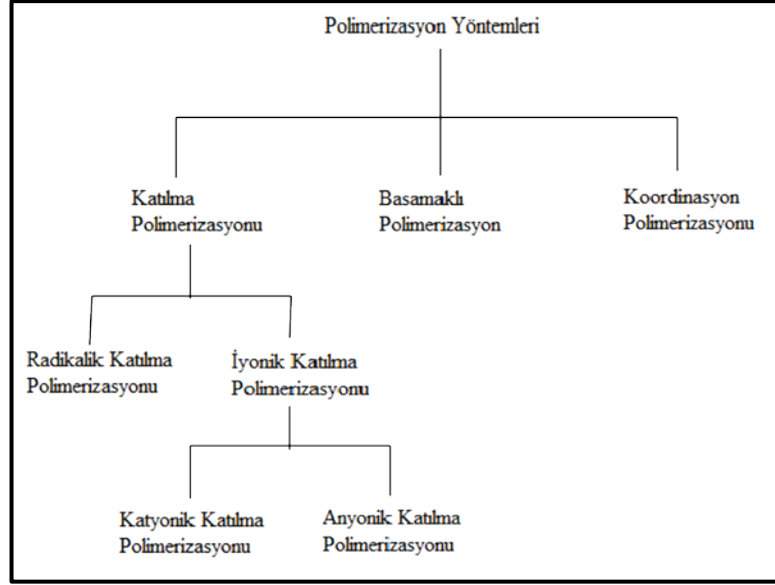 Polimerizasyon Yöntemleri
Katılma
Polimerizasyonu
Basamaklı
Polimerizasyon
Koordinasyon
Polimerizasyonu
Radikalik Katılma
Polimerizasyonu
İyonik Katılma
Polimerizasyonu
Katyonik Katılma
Polimerizasyonu
Anyonik Katılma
Polimerizasyonu